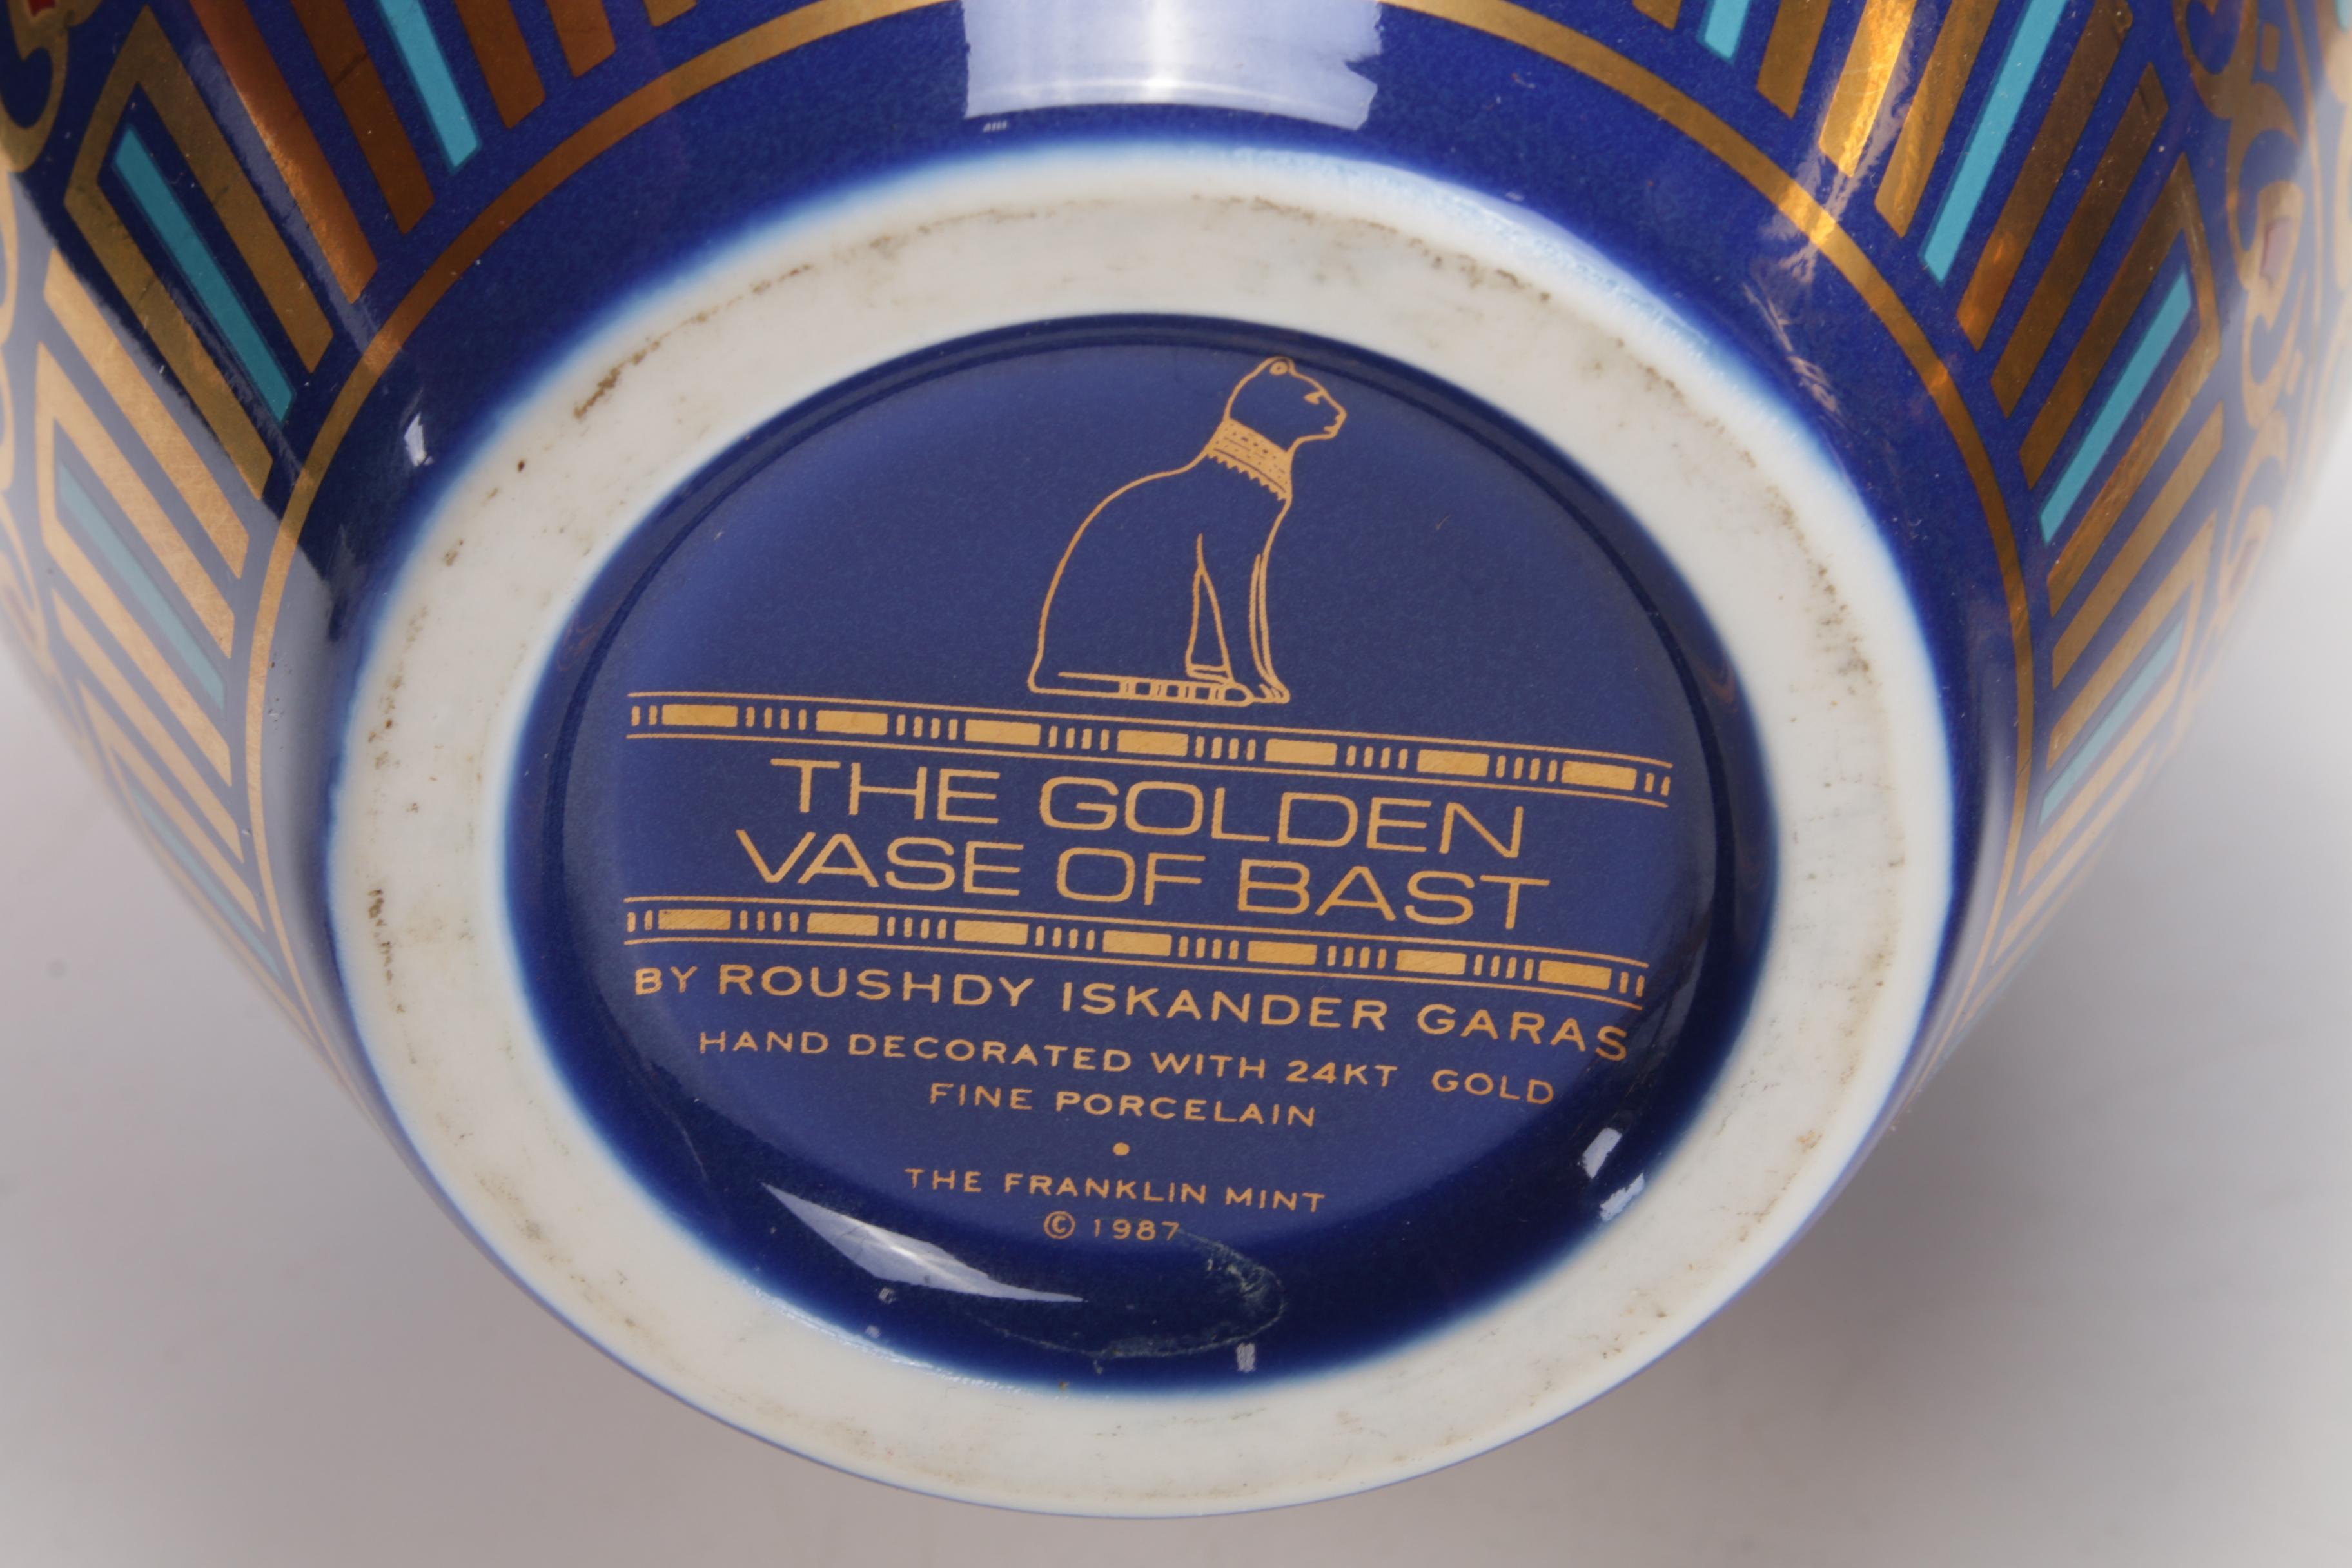 THE GOLDEN
VASE OF BAST
BY ROUSHDY ISKANDER GARAS
HAND DECORATED WITH 24KT GOLD
FINE PORCELAIN
•
THE FRANKLIN MINT
© 1987